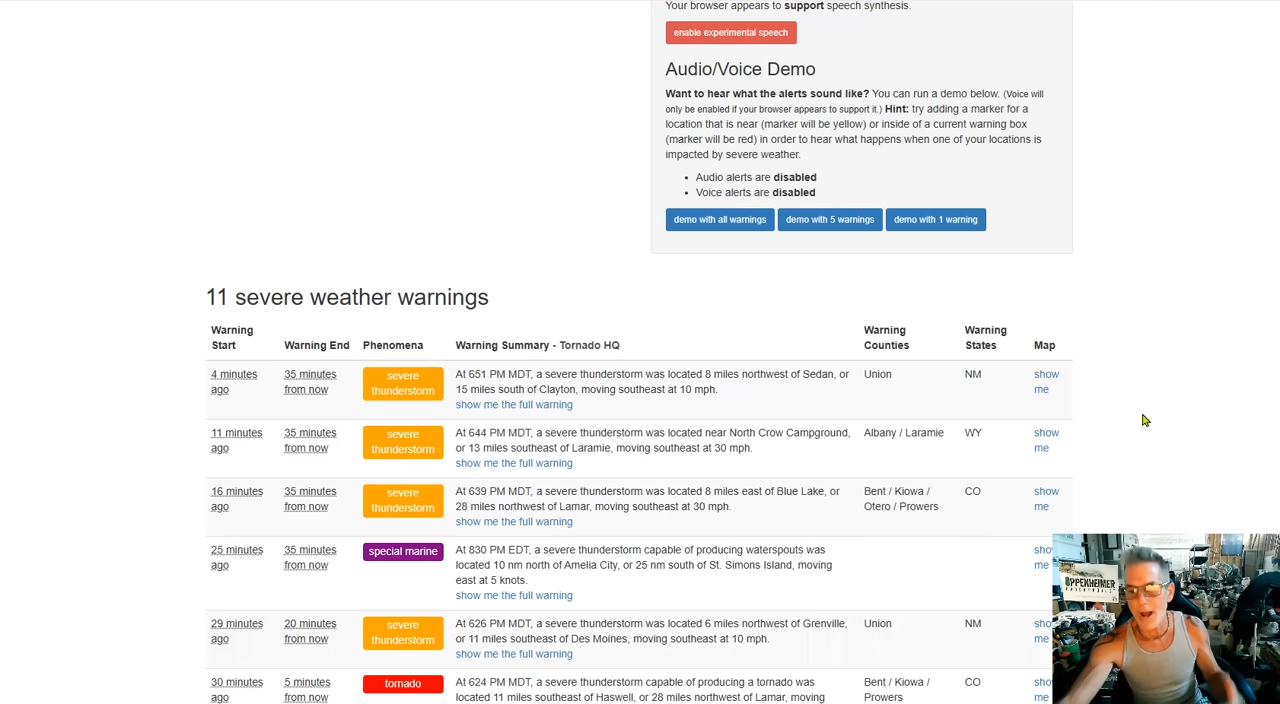 Your browser appears to support speech synthesis.
enable experimental speech
Audio/Voice Demo
Want to hear what the alerts sound like? You can run a demo below. (Voice will
only be enabled if your browser appears to support it.) Hint: try adding a marker for a
location that is near (marker will be yellow) or inside of a current warning box
(marker will be red) in order to hear what happens when one of your locations is
impacted by severe weather.
• Audio alerts are disabled
• Voice alerts are disabled
demo with all warnings demo with 5 warnings demo with 1 warning
11 severe weather warnings
Warning Start Warning End Phenomena Warning Summary - Tornado HQ Warning Counties Warning States Map
4 minutes 35 minutes severe At 651 PM MDT, a severe thunderstorm was located 8 miles northwest of Sedan, or Union NM show
ago from now thunderstorm 15 miles south of Clayton, moving southeast at 10 mph. me
show me the full warning
11 minutes 35 minutes severe At 644 PM MDT, a severe thunderstorm was located near North Crow Campground, Albany / Laramie WY show
ago from now thunderstorm or 13 miles southeast of Laramie, moving southeast at 30 mph. me
show me the full warning
16 minutes 35 minutes severe At 639 PM MDT, a severe thunderstorm was located 8 miles east of Blue Lake, or Bent / Kiowa / CO show
ago from now thunderstorm 28 miles northwest of Lamar, moving southeast at 30 mph. Otero / Prowers me
show me the full warning
25 minutes 35 minutes special marine At 830 PM EDT, a severe thunderstorm capable of producing waterspouts was sho
ago from now located 10 nm north of Amelia City, or 25 nm south of St. Simons Island, moving me
east at 5 knots.
show me the full warning
29 minutes 20 minutes severe At 626 PM MDT, a severe thunderstorm was located 6 miles northwest of Grenville, Union NM sho
ago from now thunderstorm or 11 miles southeast of Des Moines, moving southeast at 10 mph. me
show me the full warning
30 minutes 5 minutes tornado At 624 PM MDT, a severe thunderstorm capable of producing a tornado was Bent / Kiowa / CO sho
ago from now located 11 miles southeast of Haswell, or 28 miles northwest of Lamar, moving Prowers me
OPPEKHEIMER